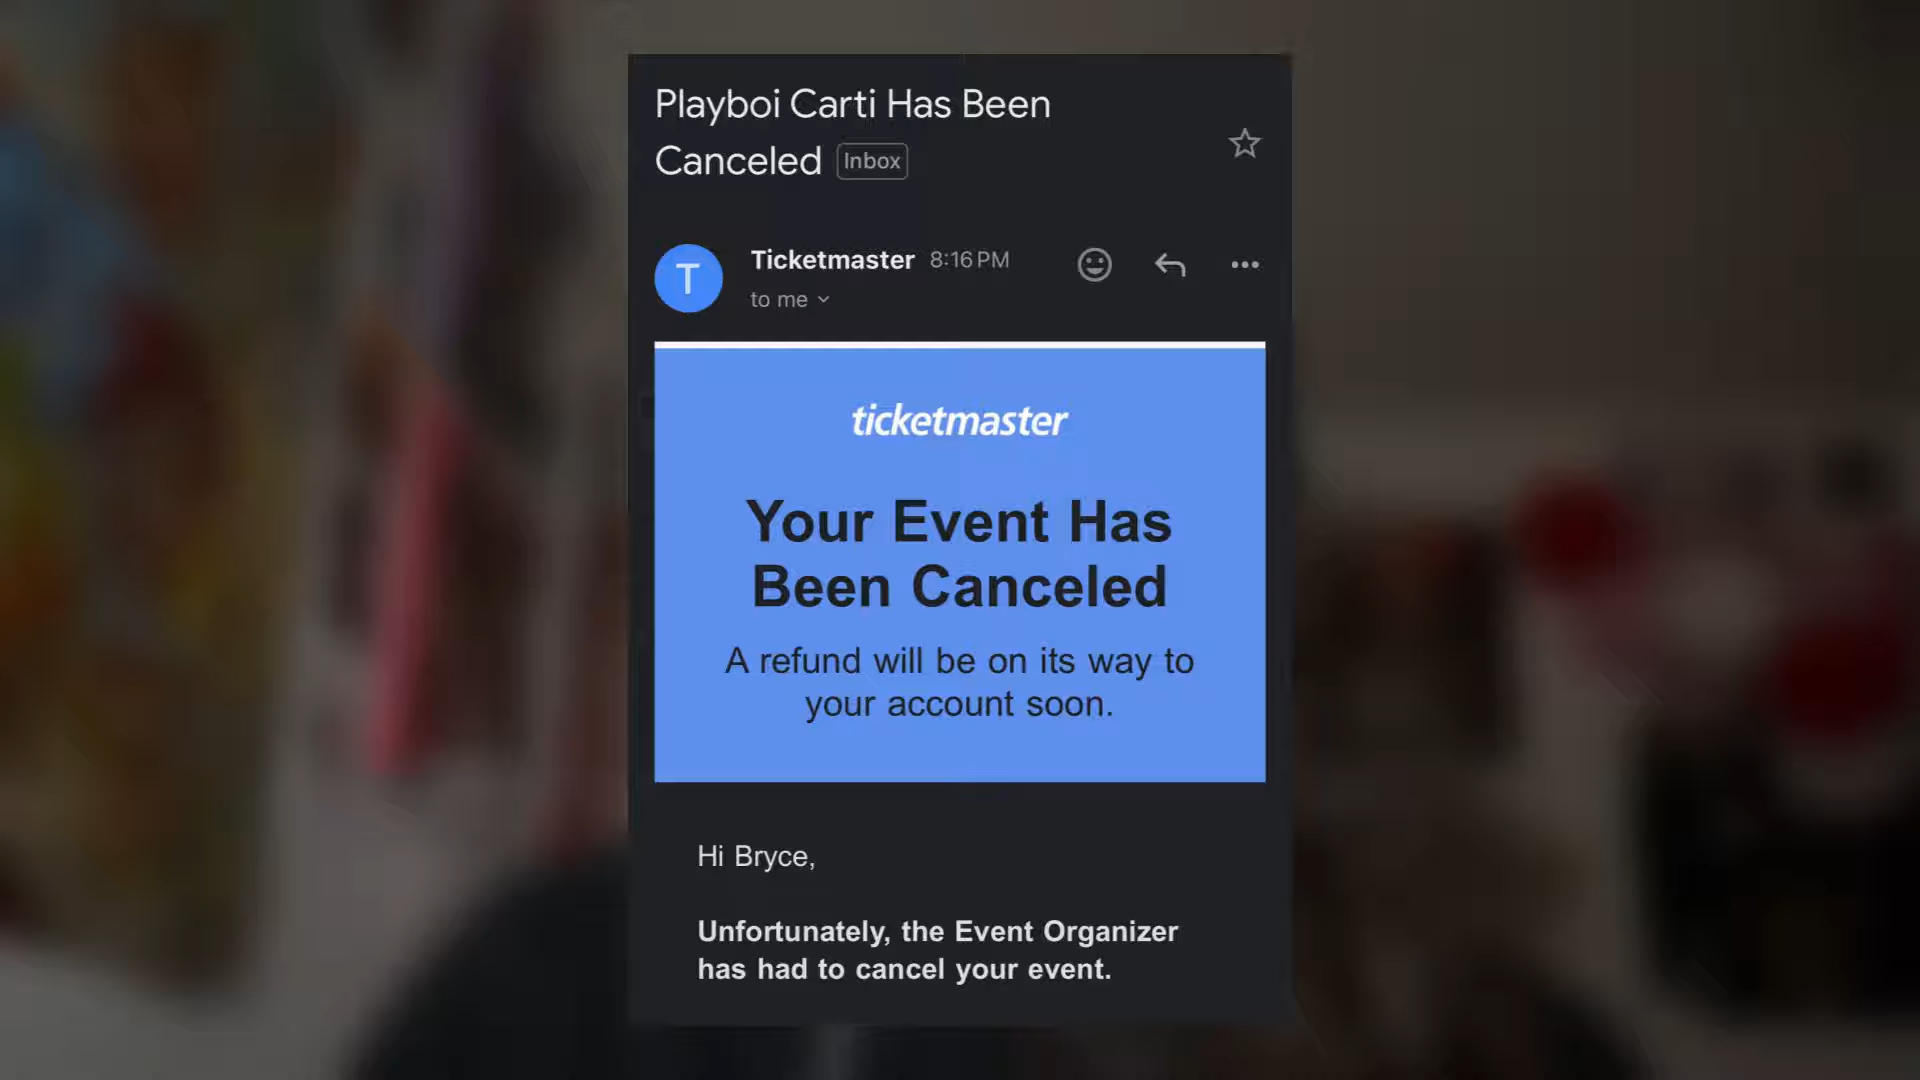 Playboi Carti Has Been
Canceled Inbox
T
Ticketmaster 8:16 PM
to me
ticketmaster
Your Event Has
Been Canceled
A refund will be on its way to
your account soon.
Hi Bryce,
Unfortunately, the Event Organizer
has had to cancel your event.